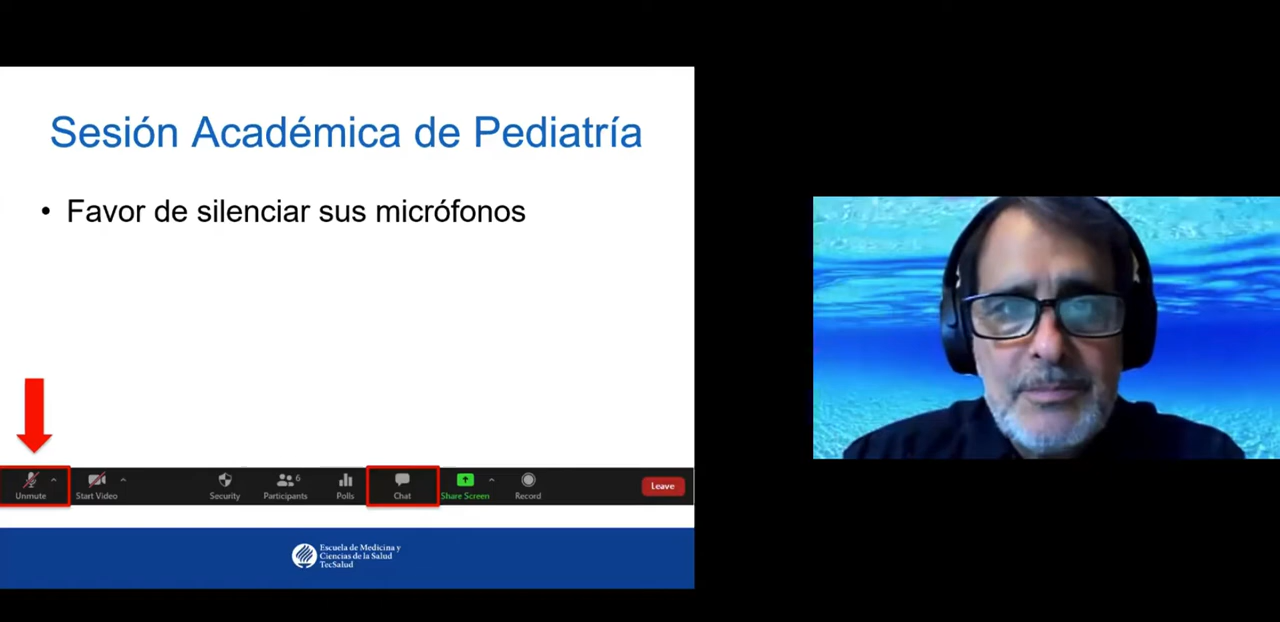 Sesión Académica de Pediatría
• Favor de silenciar sus micrófonos
Unmute Start Video Security Participants 6 Polls Chat Share Screen Record Leave
Escuela de Medicina y
Ciencias de la Salud
TecSalud